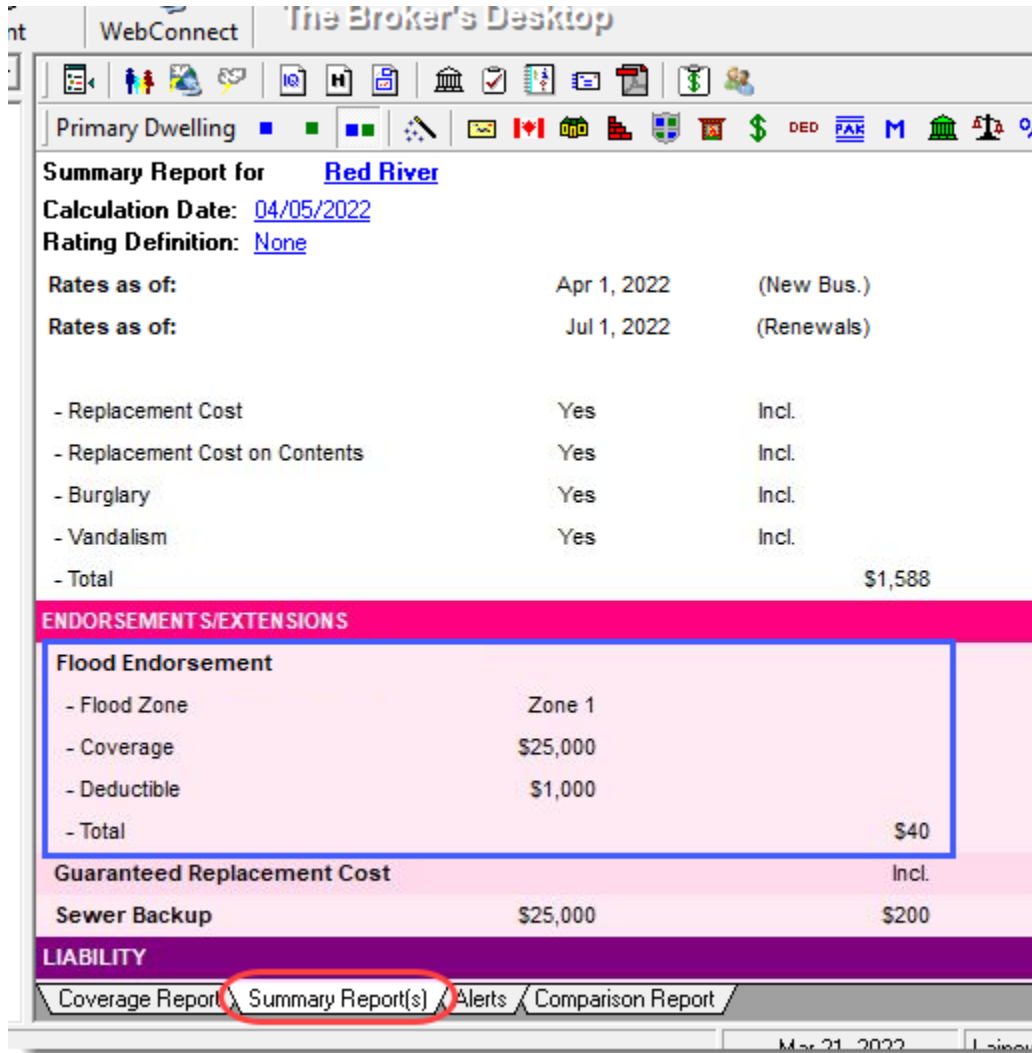 nt
WebConnect
The Broker's Desktop
Primary Dwelling
DED
PAK
M
Summary Report for Red River
Calculation Date: 04/05/2022
Rating Definition: None
Rates as of: Apr 1, 2022 (New Bus.)
Rates as of: Jul 1, 2022 (Renewals)
- Replacement Cost Yes Incl.
- Replacement Cost on Contents Yes Incl.
- Burglary Yes Incl.
- Vandalism Yes Incl.
- Total $1,588
ENDORSEMENTS/EXTENSIONS
Flood Endorsement
- Flood Zone Zone 1
- Coverage $25,000
- Deductible $1,000
- Total $40
Guaranteed Replacement Cost Incl.
Sewer Backup $25,000 $200
LIABILITY
Coverage Report Summary Report(s) Alerts Comparison Report
Mar 21, 2022